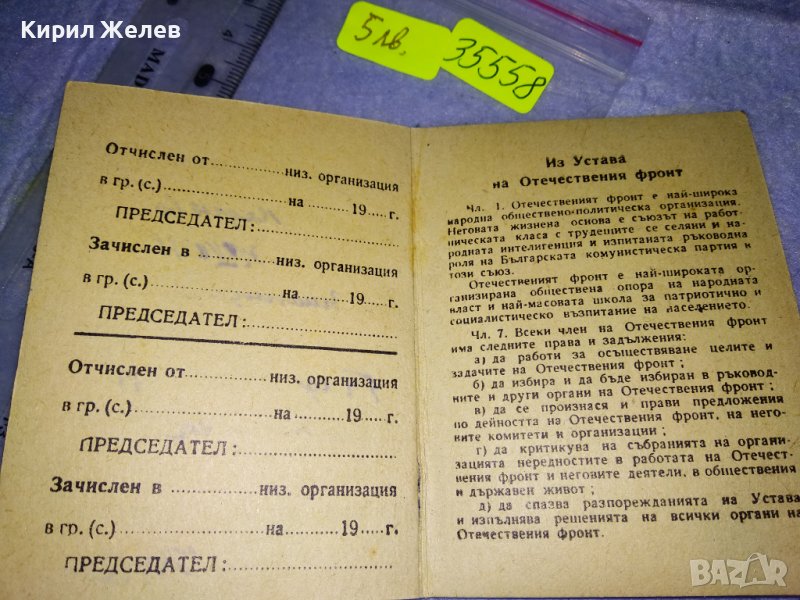 Кирил Желев
MAD
4
5 лв.
35558
Отчислен от............низ. организация
в гр. (с.)....................на..........19.....г.
ПРЕДСЕДАТЕЛ:....................
Зачислен в ............низ. организация
в гр. (с.)....................на..........19.....г.
ПРЕДСЕДАТЕЛ:....................
Отчислен от............низ. организация
в гр. (с.)....................на..........19.....г.
ПРЕДСЕДАТЕЛ:....................
Зачислен в ............низ. организация
в гр. (с.)....................на..........19.....г.
ПРЕДСЕДАТЕЛ:....................
Из Устава
на Отечествения фронт
Чл. 1. Отечественият фронт е най-широка
народна обществено-политическа организация.
Неговата жизнена основа е съюзът на работ-
ническата класа с трудещите се селяни и на-
родната интелигенция и изпитаната ръководна
роля на Българската комунистическа партия в
този съюз.
Отечественият фронт е най-широката ор-
ганизирана обществена опора на народната
власт и най-масовата школа за патриотично и
социалистическо възпитание на населението.
Чл. 7. Всеки член на Отечествения фронт
има следните права и задължения:
а) да работи за осъществяване целите и
задачите на Отечествения фронт;
б) да избира и да бъде избиран в ръковод-
ните и други органи на Отечествения фронт;
в) да се произнася и прави предложения
по дейността на Отечествения фронт, на него-
вите комитети и организации;
г) да критикува на събранията на органи-
зацията нередностите в работата на Отечест-
вения фронт и неговите деятели, в обществения
и държавен живот;
д) да спазва разпорежданията на Устава
и изпълнява решенията на всички органи на
Отечествения фронт.
BAZAR